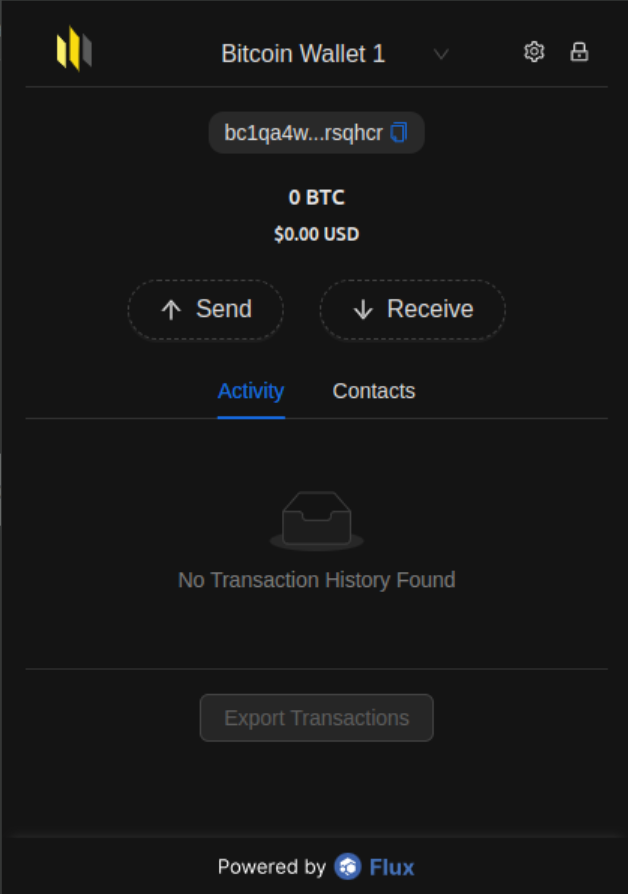 Bitcoin Wallet 1
bc1qa4w...rsqhcr
0 BTC
$0.00 USD
Send
Receive
Activity
Contacts
No Transaction History Found
Export Transactions
Powered by Flux